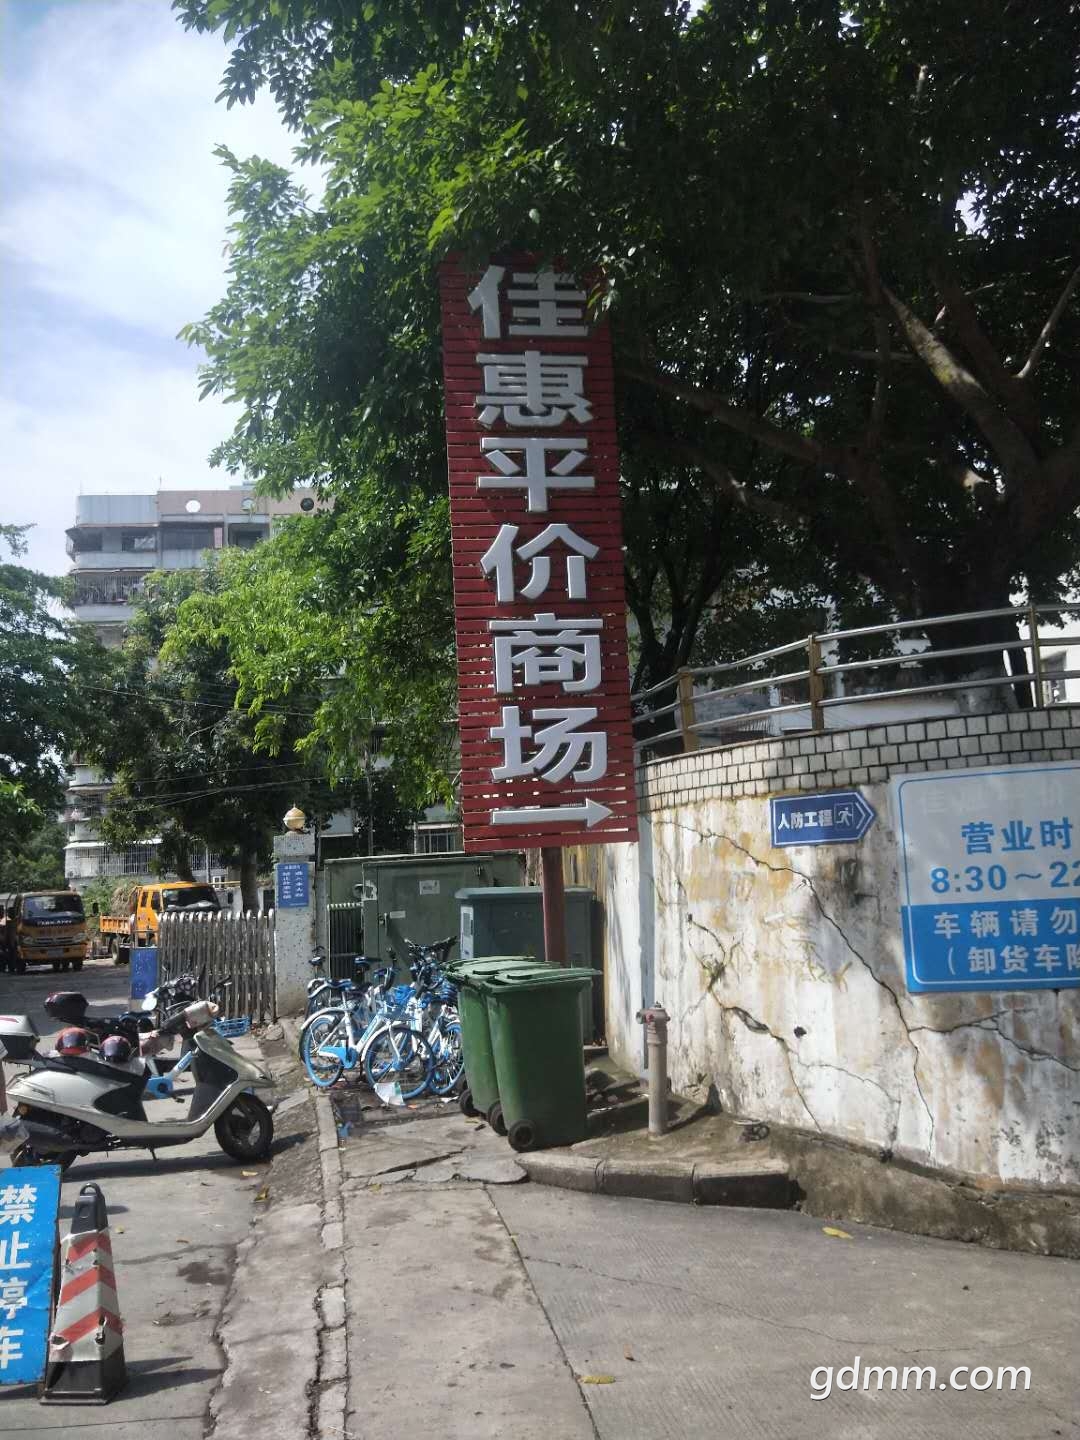 佳惠平价商场
人防工程
营业时
8:30～22
车辆请勿
（卸货车除
禁止停车
gdmm.com